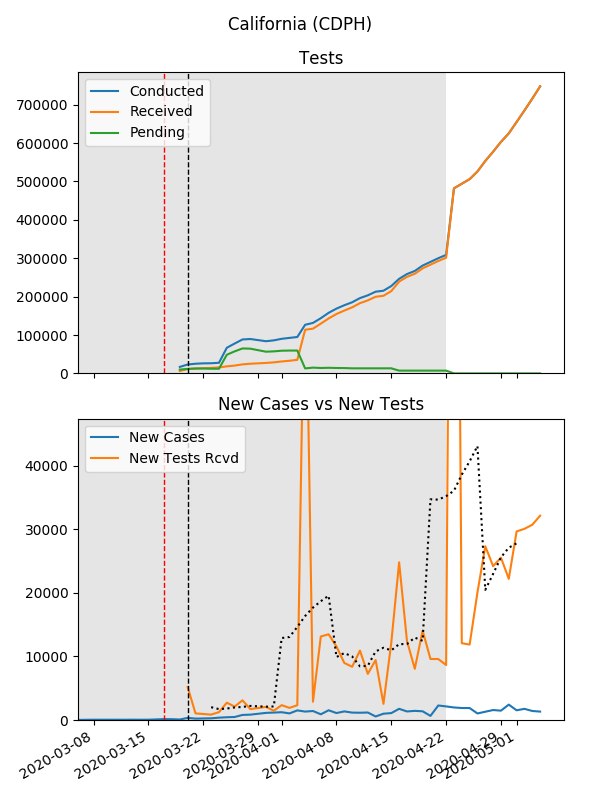 California (CDPH)
Tests
Conducted
Received
Pending
700000
600000
500000
400000
300000
200000
100000
0
New Cases vs New Tests
New Cases
New Tests Rcvd
40000
30000
20000
10000
0
2020-03-08
2020-03-15
2020-03-22
2020-03-29
2020-04-01
2020-04-08
2020-04-15
2020-04-22
2020-04-29
2020-05-01